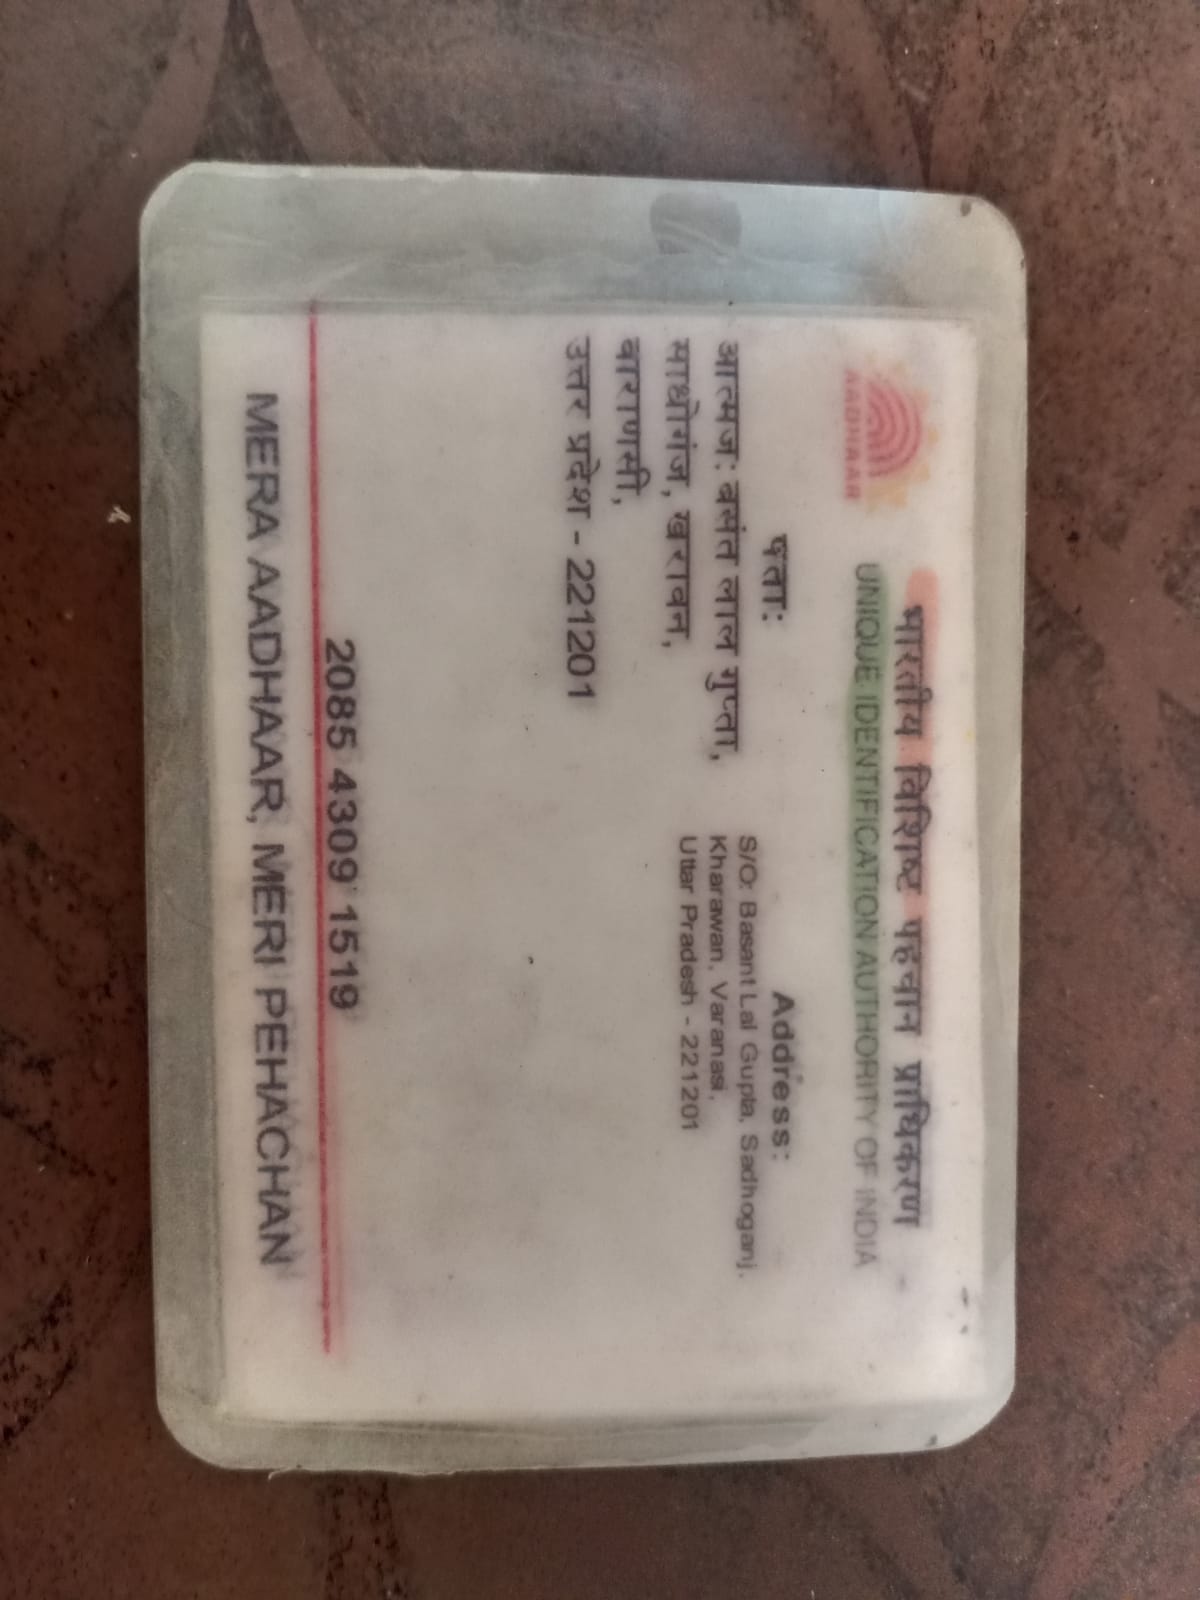 भारतीय विशिष्ट पहचान प्राधिकरण
UNIQUE IDENTIFICATION AUTHORITY OF INDIA
AADHAAR
पता:
आत्मज: बसंत लाल गुप्ता,
साधोगंज, खरावन,
वाराणसी,
उत्तर प्रदेश - 221201
Address:
S/O: Basant Lal Gupta, Sadhoganj,
Kharawan, Varanasi,
Uttar Pradesh - 221201
2085 4309 1519
MERA AADHAAR, MERI PEHACHAN